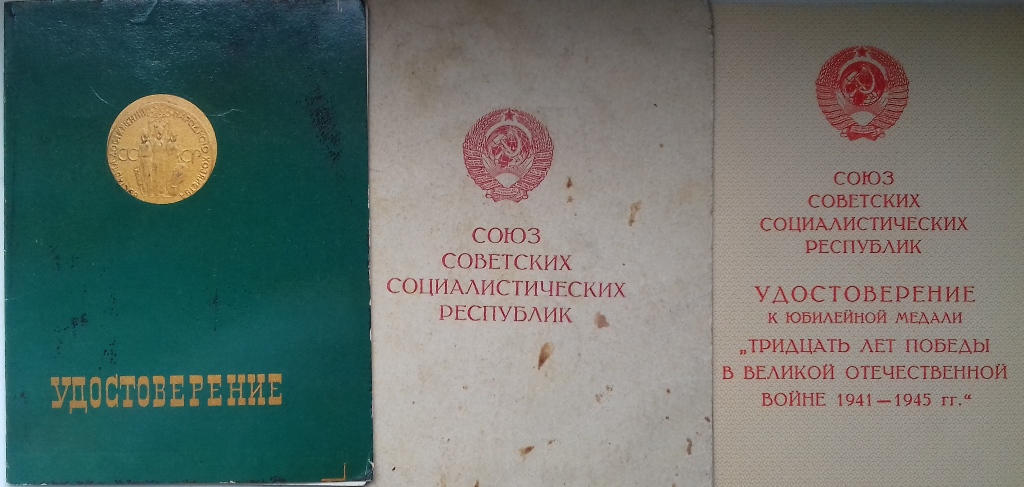 УДОСТОВЕРЕНИЕ
СОЮЗ
СОВЕТСКИХ
СОЦИАЛИСТИЧЕСКИХ
РЕСПУБЛИК
СОЮЗ
СОВЕТСКИХ
СОЦИАЛИСТИЧЕСКИХ
РЕСПУБЛИК
УДОСТОВЕРЕНИЕ
К ЮБИЛЕЙНОЙ МЕДАЛИ
„ТРИДЦАТЬ ЛЕТ ПОБЕДЫ
В ВЕЛИКОЙ ОТЕЧЕСТВЕННОЙ
ВОЙНЕ 1941—1945 гг.“